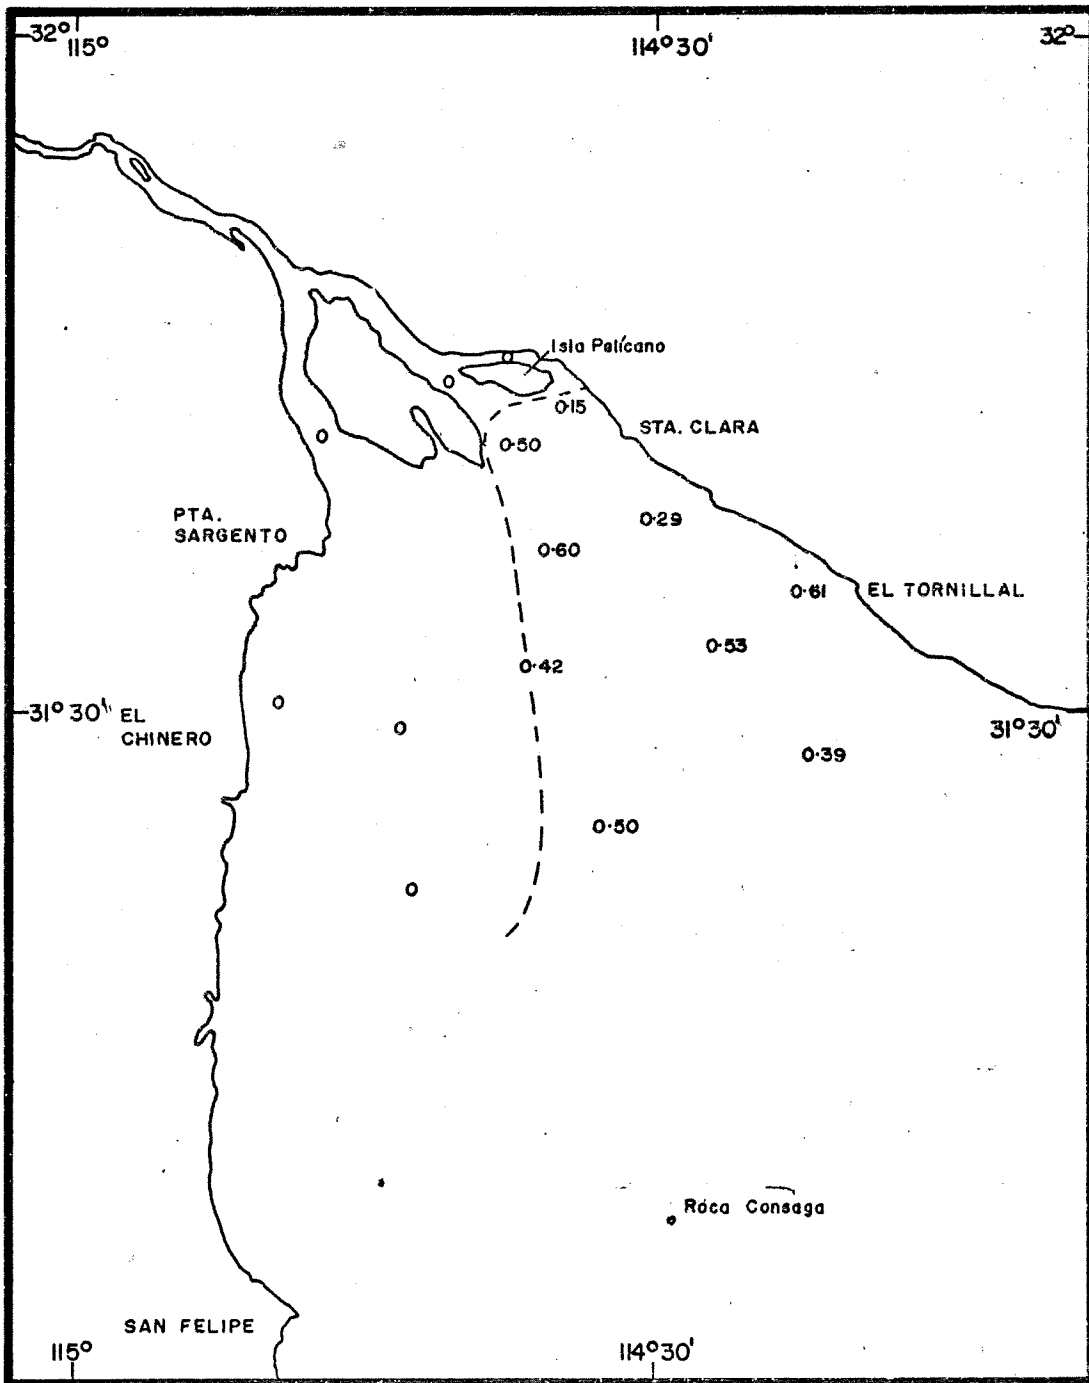 32° 115° 114°30' 32°
Isla Pelícano
O
O
0·15
STA. CLARA
O
0·50
PTA.
SARGENTO
0·29
0·60
0·61
EL TORNILLAL
0·53
0·42
O
31° 30' EL
CHINERO
O
31° 30'
0·39
0·50
O
Roca Consaga
SAN FELIPE
115° 114°30'